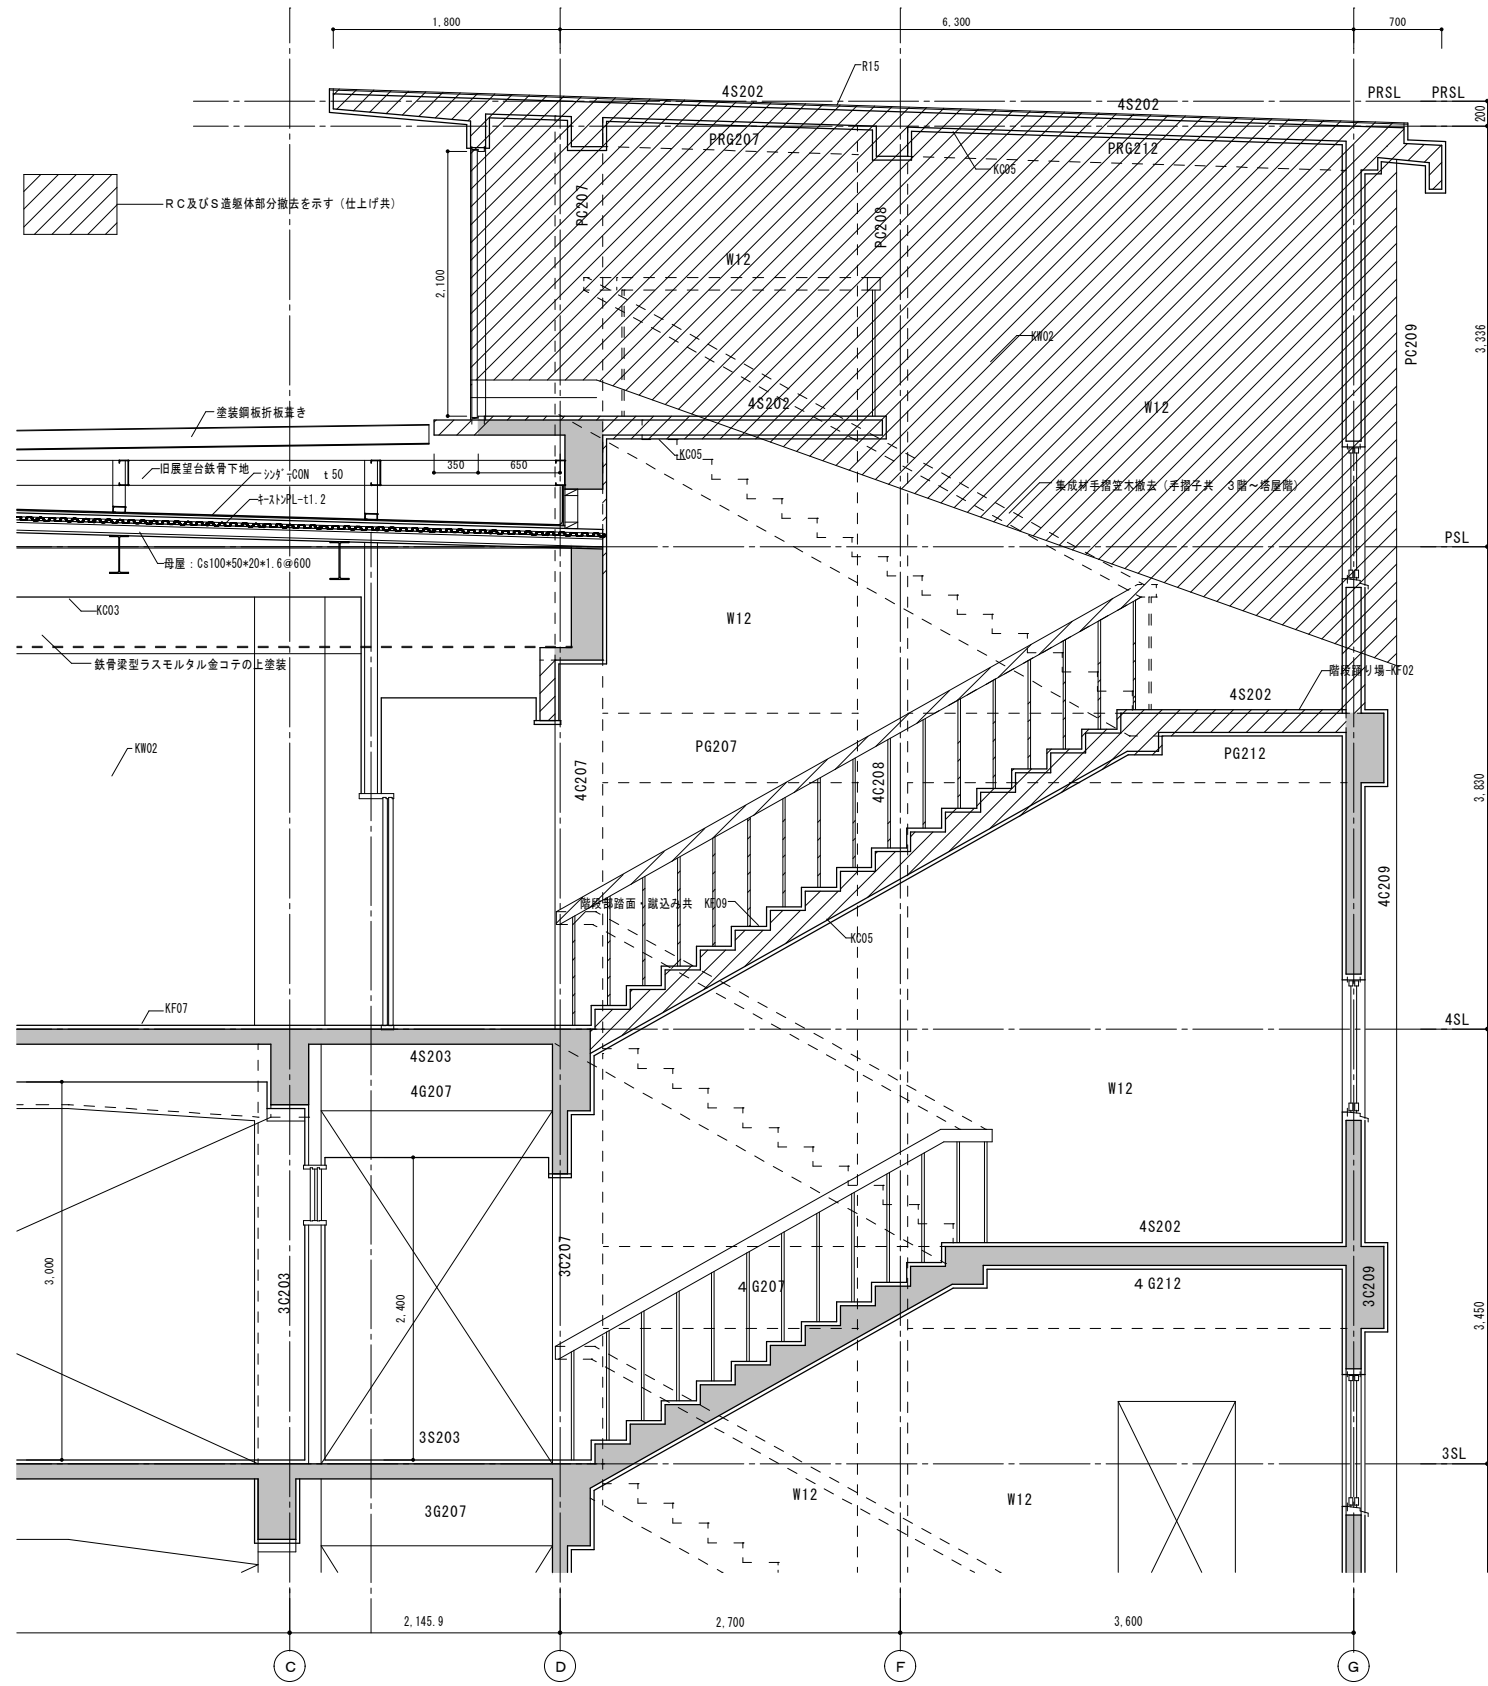 1,800
6,300
700
R15
4S202
4S202
PRSL
PRSL
200
PRG207
PRG212
KC05
RC及びS造躯体部分撤去を示す（仕上げ共）
PC207
PC208
W12
2,100
KW02
PC209
3,336
4S202
W12
塗装鋼板折板葺き
KC05
旧展望台鉄骨下地
350
650
シンダｰCON t50
集成材手摺笠木撤去（手摺子共 3階～塔屋階）
キーストンPL-t1.2
PSL
母屋：Cs100*50*20*1.6@600
KC03
W12
鉄骨梁型ラスモルタル金コテの上塗装
階段踊り場-KF02
4S202
KW02
PG207
PG212
4C207
4C208
3,830
4C209
階段部踏面・蹴込み共 KF09
KC05
KF07
4SL
4S203
4G207
W12
4S202
3,000
3C203
2,400
3C207
4G207
4G212
3C209
3,450
3S203
3SL
3G207
W12
W12
2,145.9
2,700
3,600
C
D
F
G